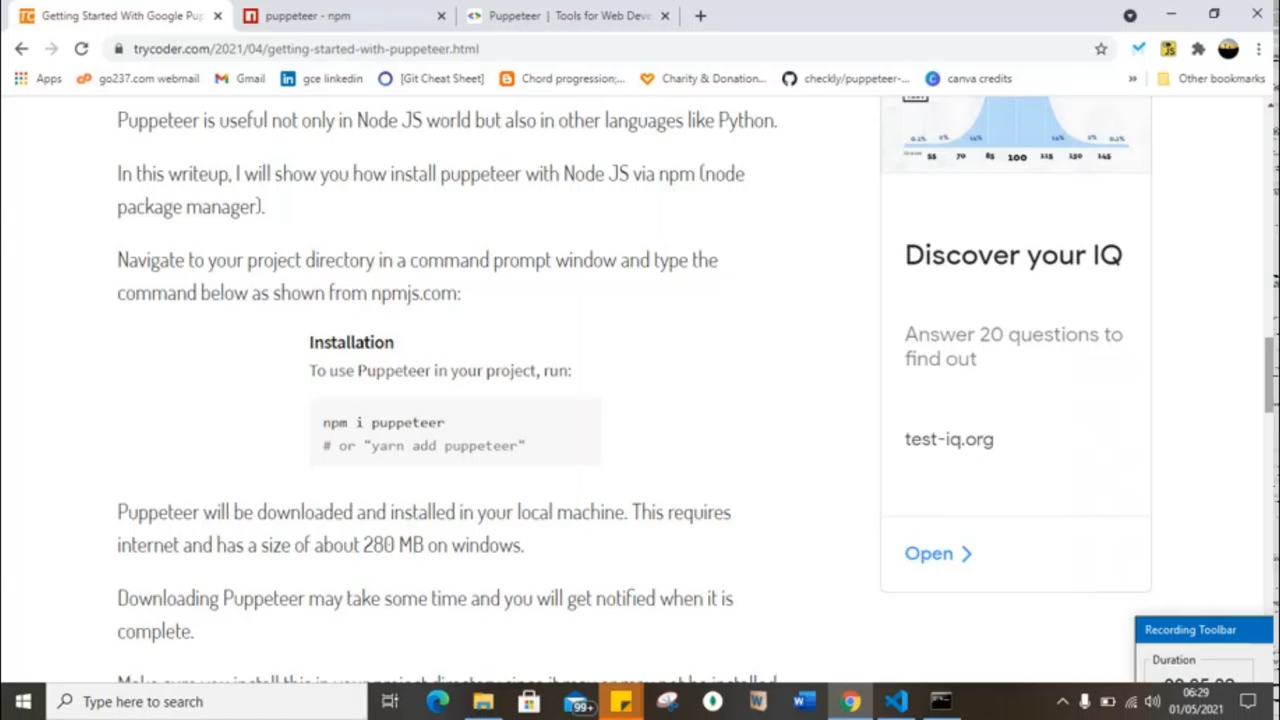 Getting Started With Google Pup
puppeteer - npm
Puppeteer | Tools for Web Deve
trycoder.com/2021/04/getting-started-with-puppeteer.html
Apps
go237.com webmail
Gmail
gce linkedin
[Git Cheat Sheet]
Chord progression;...
Charity & Donation...
checkly/puppeteer-...
canva credits
»
Other bookmarks
Puppeteer is useful not only in Node JS world but also in other languages like Python.
In this writeup, I will show you how install puppeteer with Node JS via npm (node
package manager).
Navigate to your project directory in a command prompt window and type the
command below as shown from npmjs.com:
Installation
To use Puppeteer in your project, run:
npm i puppeteer
# or "yarn add puppeteer"
Puppeteer will be downloaded and installed in your local machine. This requires
internet and has a size of about 280 MB on windows.
Downloading Puppeteer may take some time and you will get notified when it is
complete.
55 70 85 100 115 130 145
Discover your IQ
Answer 20 questions to
find out
test-iq.org
Open
Recording Toolbar
Duration
Type here to search
99+
06:29
01/05/2021